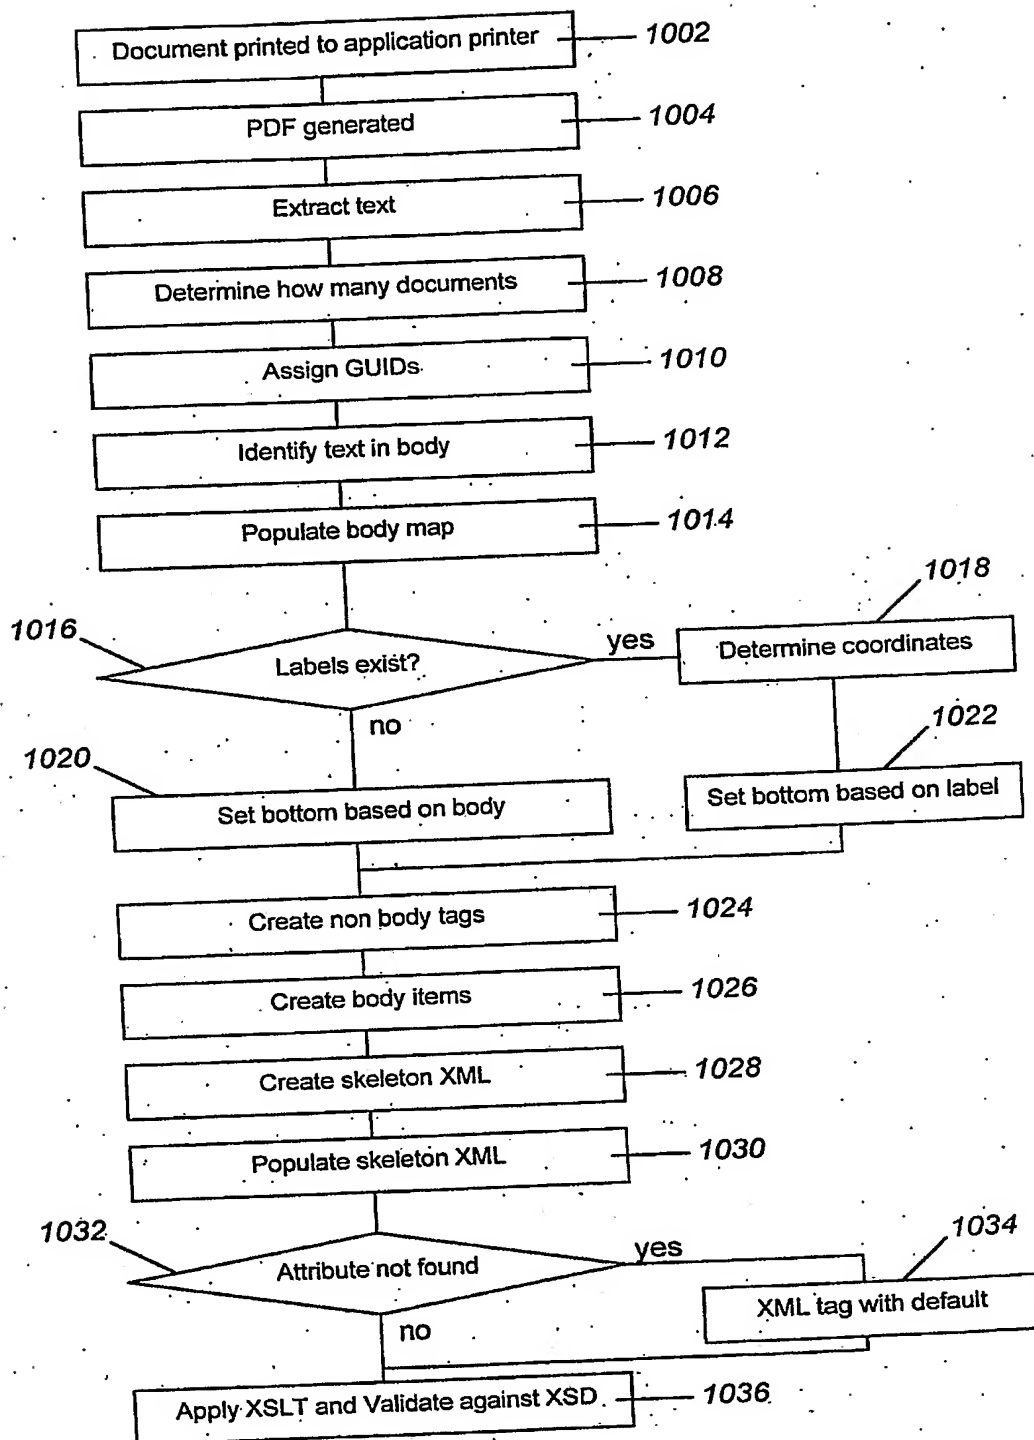 Document printed to application printer 1002
PDF generated 1004
Extract text 1006
Determine how many documents 1008
Assign GUIDs 1010
Identify text in body 1012
Populate body map 1014
1018
1016
Labels exist? yes Determine coordinates
no
1022
1020
Set bottom based on body Set bottom based on label
Create non body tags 1024
Create body items 1026
Create skeleton XML 1028
Populate skeleton XML 1030
1034
1032
Attribute not found yes
XML tag with default
no
Apply XSLT and Validate against XSD 1036